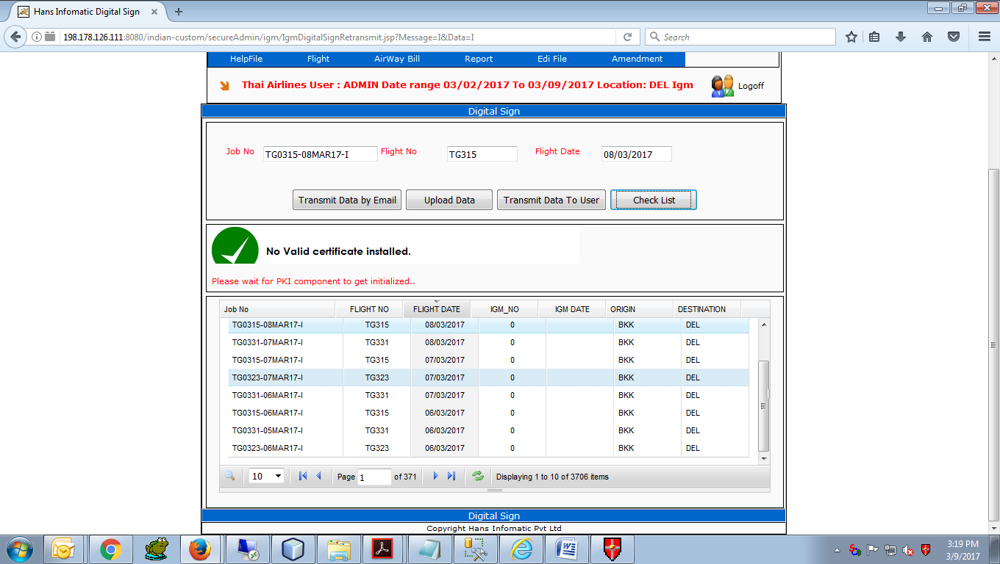 Hans Infomatic Digital Sign
198.178.126.111:8080/indian-custom/secureAdmin/igm/IgmDigitalSignRetransmit.jsp?Message=I&Data=I
Search
HelpFile Flight AirWay Bill Report Edi File Amendment
Thai Airlines User : ADMIN Date range 03/02/2017 To 03/09/2017 Location: DEL Igm Logoff
Digital Sign
Job No TG0315-08MAR17-I Flight No TG315 Flight Date 08/03/2017
Transmit Data by Email Upload Data Transmit Data To User Check List
No Valid certificate installed.
Please wait for PKI component to get initialized..
Job No FLIGHT NO FLIGHT DATE IGM_NO IGM DATE ORIGIN DESTINATION
TG0315-08MAR17-I TG315 08/03/2017 0 BKK DEL
TG0331-07MAR17-I TG331 08/03/2017 0 BKK DEL
TG0315-07MAR17-I TG315 07/03/2017 0 BKK DEL
TG0323-07MAR17-I TG323 07/03/2017 0 BKK DEL
TG0331-06MAR17-I TG331 07/03/2017 0 BKK DEL
TG0315-06MAR17-I TG315 06/03/2017 0 BKK DEL
TG0331-05MAR17-I TG331 06/03/2017 0 BKK DEL
TG0323-06MAR17-I TG323 06/03/2017 0 BKK DEL
10 Page 1 of 371 Displaying 1 to 10 of 3706 items
Digital Sign
Copyright Hans Infomatic Pvt Ltd
3:19 PM
3/9/2017